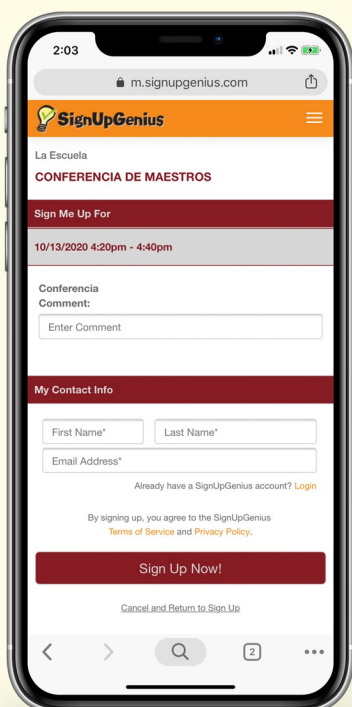 2:03
m.signupgenius.com
SignUpGenius
La Escuela
CONFERENCIA DE MAESTROS
Sign Me Up For
10/13/2020 4:20pm - 4:40pm
Conferencia
Comment:
Enter Comment
My Contact Info
First Name* Last Name*
Email Address*
Already have a SignUpGenius account? Login
By signing up, you agree to the SignUpGenius
Terms of Service and Privacy Policy.
Sign Up Now!
Cancel and Return to Sign Up
2